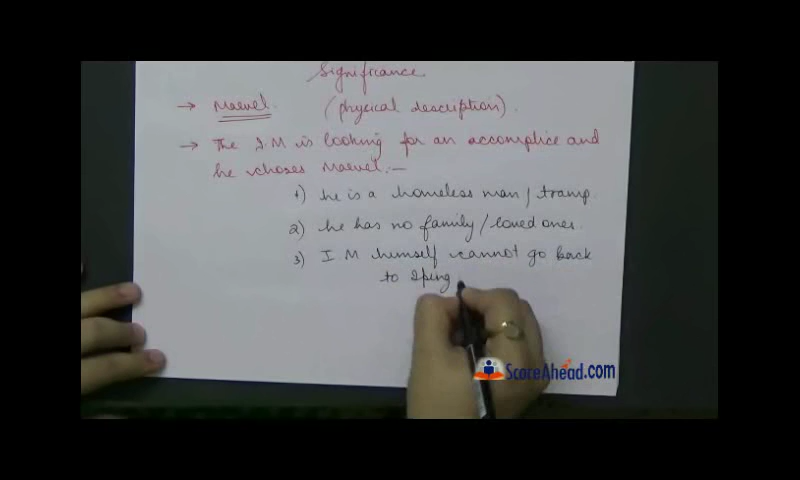 Significance
→ Marvel. (physical description).
→ The I.M is looking for an accomplice and
he choses Marvel:-
1) he is a homeless man/tramp.
2) he has no family/loved ones.
3) I M himself cannot go back
to Iping
ScoreAhead.com